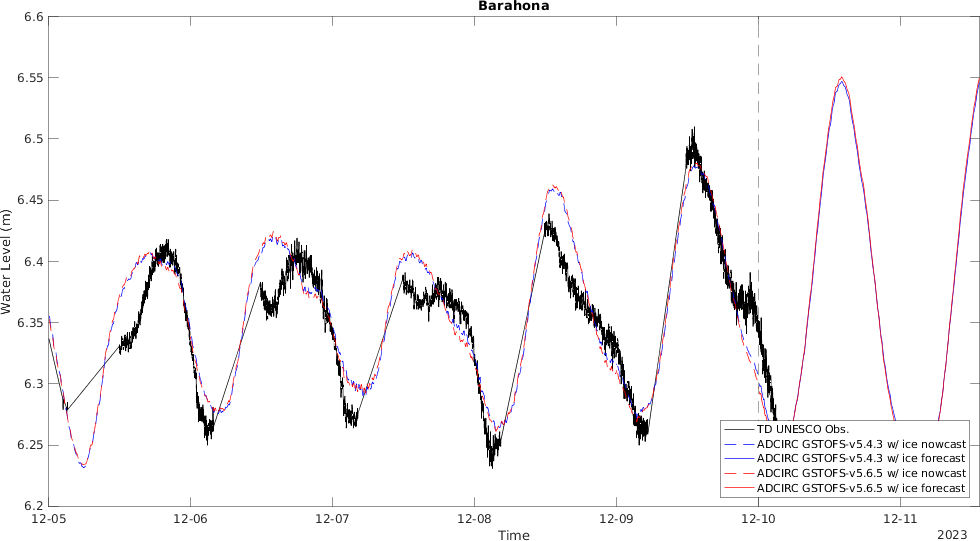 Barahona
6.6
6.55
6.5
6.45
6.4
6.35
6.3
6.25
6.2
Water Level (m)
TD UNESCO Obs.
ADCIRC GSTOFS-v5.4.3 w/ ice nowcast
ADCIRC GSTOFS-v5.4.3 w/ ice forecast
ADCIRC GSTOFS-v5.6.5 w/ ice nowcast
ADCIRC GSTOFS-v5.6.5 w/ ice forecast
12-05 12-06 12-07 12-08 12-09 12-10 12-11
Time
2023